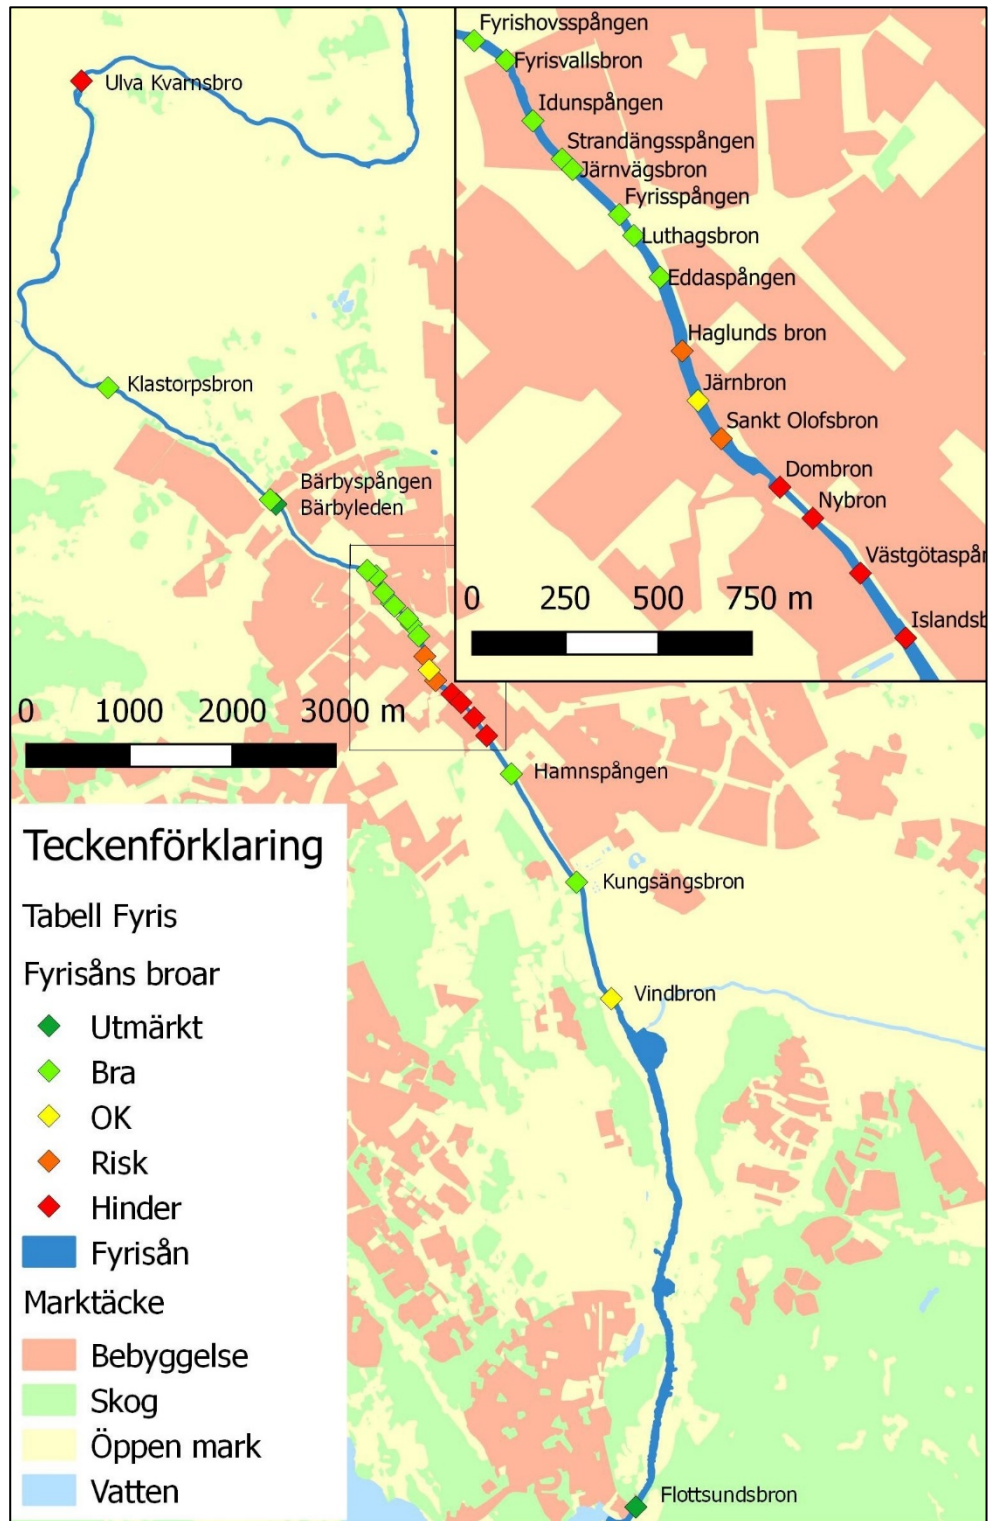 Fyrishovsspången
Fyrisvallsbron
Idunspången
Strandängsspången
Järnvägsbron
Fyrisspången
Luthagsbron
Eddaspången
Haglunds bron
Järnbron
Sankt Olofsbron
Dombron
Nybron
Västgötaspå
Islandsb
0 250 500 750 m
Ulva Kvarnsbro
Klastorpsbron
Bärbyspången
Bärbyleden
0 1000 2000 3000 m
Hamnspången
Kungsängsbron
Vindbron
Flottsundsbron
Teckenförklaring
Tabell Fyris
Fyrisåns broar
Utmärkt
Bra
OK
Risk
Hinder
Fyrisån
Marktäcke
Bebyggelse
Skog
Öppen mark
Vatten